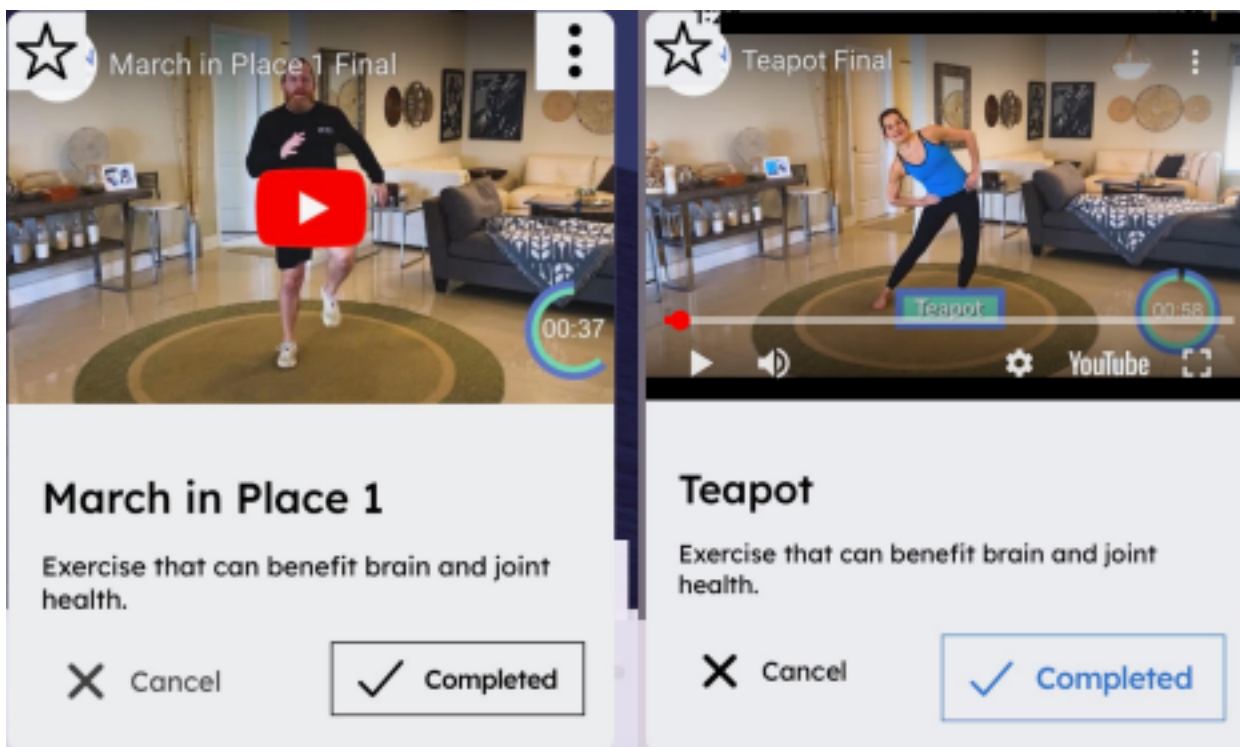 March in Place 1 Final
00:37
March in Place 1
Exercise that can benefit brain and joint
health.
Cancel
Completed
Teapot Final
Teapot
00:58
YouTube
Teapot
Exercise that can benefit brain and joint
health.
Cancel
Completed